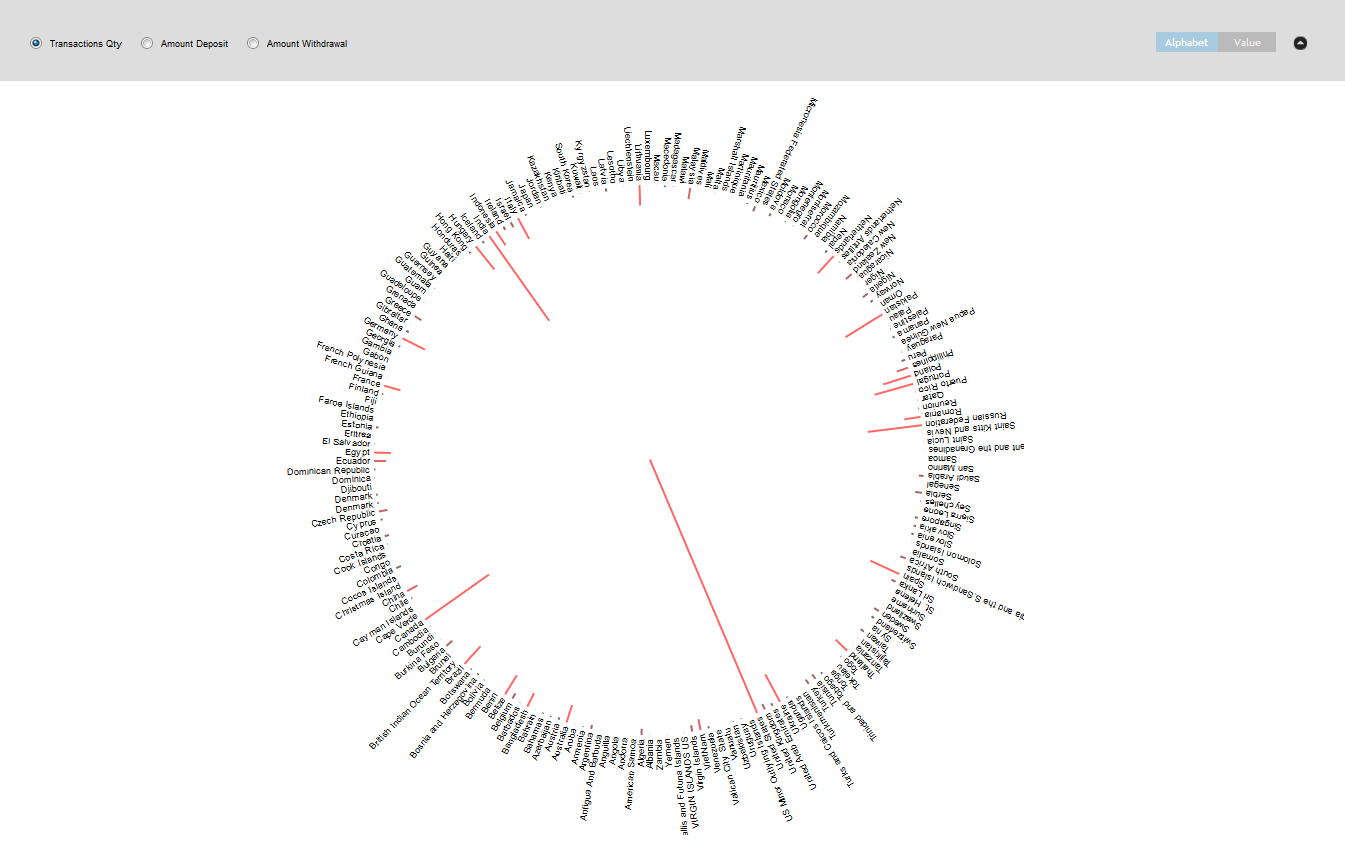 Transactions Qty
Amount Deposit
Amount Withdrawal
Alphabet
Value
Algeria
American Samoa
Andorra
Angola
Anguilla
Antigua And Barbuda
Argentina
Armenia
Aruba
Australia
Austria
Azerbaijan
Bahamas
Bahrain
Bangladesh
Barbados
Belgium
Belize
Benin
Bermuda
Bolivia
Bosnia and Herzegovina
Botswana
Brazil
British Indian Ocean Territory
Brunei
Bulgaria
Burkina Faso
Burundi
Cambodia
Canada
Cape Verde
Cayman Islands
Chile
China
Christmas Island
Cocos Islands
Colombia
Congo
Cook Islands
Costa Rica
Croatia
Curacao
Cyprus
Czech Republic
Denmark
Denmark
Djibouti
Dominica
Dominican Republic
Ecuador
Egypt
El Salvador
Eritrea
Estonia
Ethiopia
Faroe Islands
Fiji
Finland
France
French Guiana
French Polynesia
Gabon
Gambia
Georgia
Germany
Ghana
Gibraltar
Greece
Grenada
Guadeloupe
Guam
Guatemala
Guernsey
Guinea
Guyana
Haiti
Honduras
Hong Kong
Hungary
Iceland
India
Indonesia
Ireland
Israel
Italy
Jamaica
Japan
Jordan
Kazakhstan
Kenya
Kiribati
South Korea
Kuwait
Kyrgyzstan
Laos
Latvia
Lesotho
Libya
Liechtenstein
Lithuania
Luxembourg
Macau
Macedonia
Madagascar
Malawi
Malaysia
Maldives
Mali
Malta
Marshall Islands
Martinique
Mauritania
Mauritius
Mexico
Micronesia Federated States
Moldova
Monaco
Mongolia
Montenegro
Montserrat
Morocco
Mozambique
Namibia
Nepal
Netherlands
Netherlands Antilles
New Caledonia
New Zealand
Nicaragua
Niger
Nigeria
Norway
Oman
Pakistan
Palau
Palestine
Panama
Papua New Guinea
Paraguay
Peru
Philippines
Poland
Portugal
Puerto Rico
Qatar
Reunion
Romania
Russian Federation
Saint Kitts and Nevis
Saint Lucia
ent and the Grenadines
Samoa
San Marino
Saudi Arabia
Senegal
Serbia
Seychelles
Sierra Leone
Singapore
Slovakia
Slovenia
Solomon Islands
Somalia
South Africa
ia and the S. Sandwich Islands
Spain
Sri Lanka
St. Helena
Suriname
Swaziland
Sweden
Switzerland
Syria
Taiwan
Tajikistan
Tanzania
Thailand
Togo
Tokelau
Tonga
Trinidad and Tobago
Tunisia
Turkey
Turkmenistan
Turks and Caicos Islands
Uganda
Ukraine
United Arab Emirates
United Kingdom
United States
US Minor Outlying Islands
Uruguay
Uzbekistan
Vanuatu
Vatican City State
Venezuela
VietNam
Virgin Islands
VIRGIN ISLANDS U.S.
allis and Futuna Islands
Yemen
Zambia
Albania